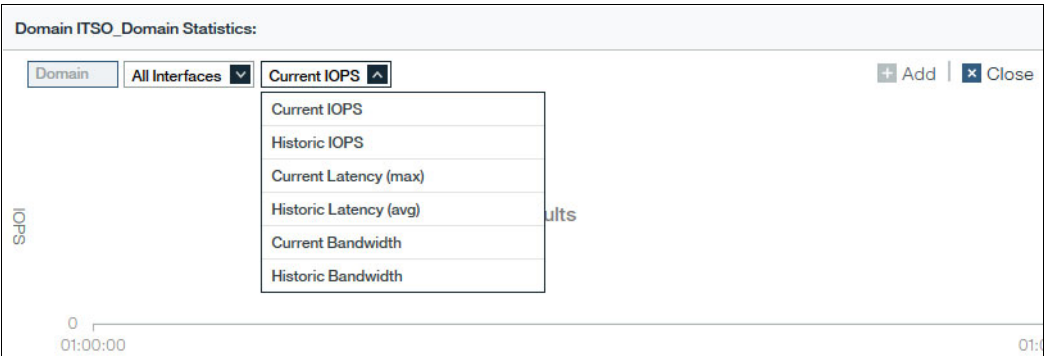 Domain ITSO_Domain Statistics:
Domain All Interfaces Current IOPS Add Close
Current IOPS
Historic IOPS
Current Latency (max)
Historic Latency (avg)
Current Bandwidth
Historic Bandwidth
IOPS
0
01:00:00